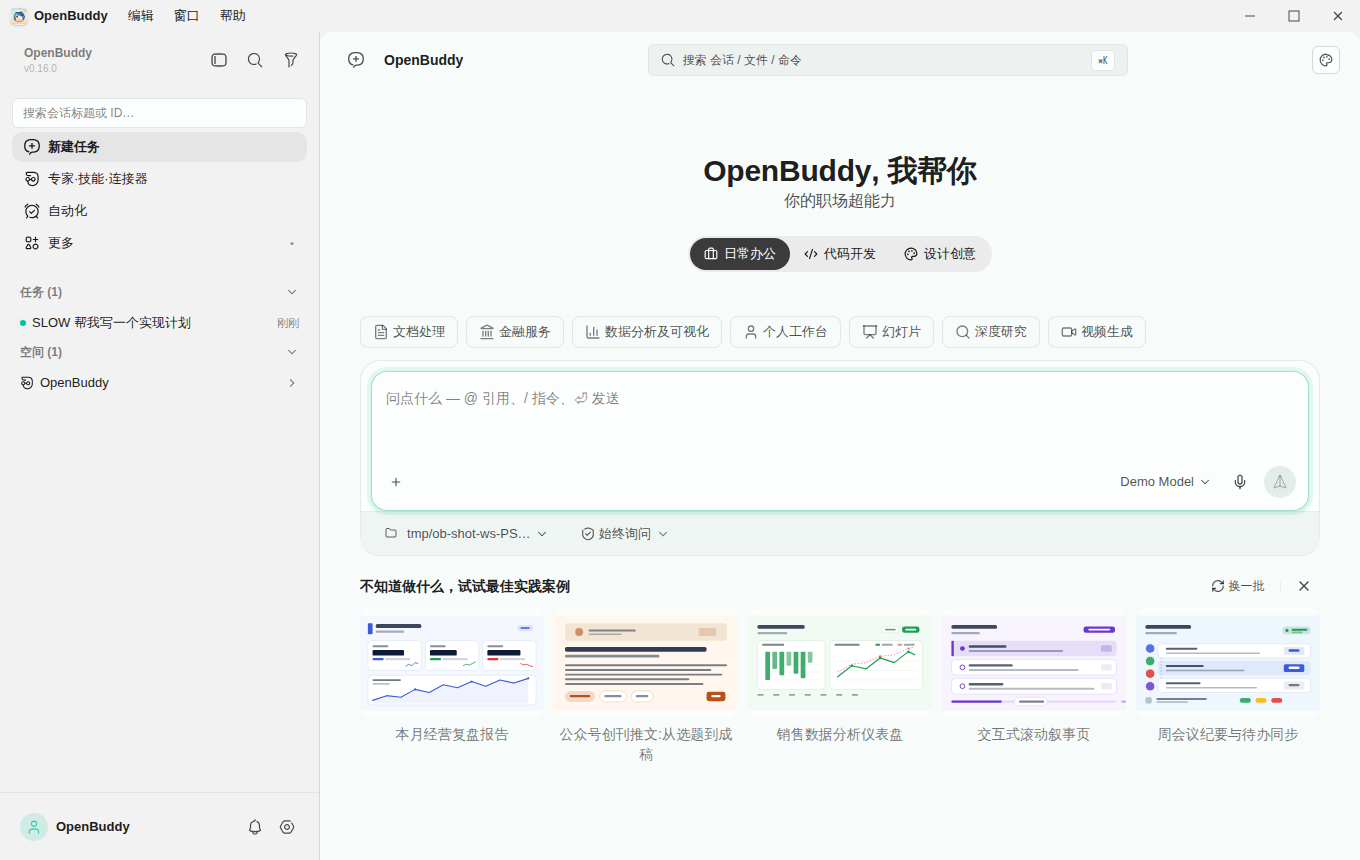 OpenBuddy 编辑 窗口 帮助
OpenBuddy
v0.16.0
搜索会话标题或 ID…
新建任务
专家·技能·连接器
自动化
更多
任务 (1)
SLOW 帮我写一个实现计划 刚刚
空间 (1)
OpenBuddy
OpenBuddy
OpenBuddy
搜索 会话 / 文件 / 命令 ⌘K
OpenBuddy, 我帮你
你的职场超能力
日常办公 代码开发 设计创意
文档处理 金融服务 数据分析及可视化 个人工作台 幻灯片 深度研究 视频生成
问点什么 — @ 引用、/ 指令、⏎ 发送
Demo Model
tmp/ob-shot-ws-PS… 始终询问
不知道做什么，试试最佳实践案例 换一批
本月经营复盘报告
公众号创刊推文:从选题到成
稿
销售数据分析仪表盘
交互式滚动叙事页
周会议纪要与待办同步